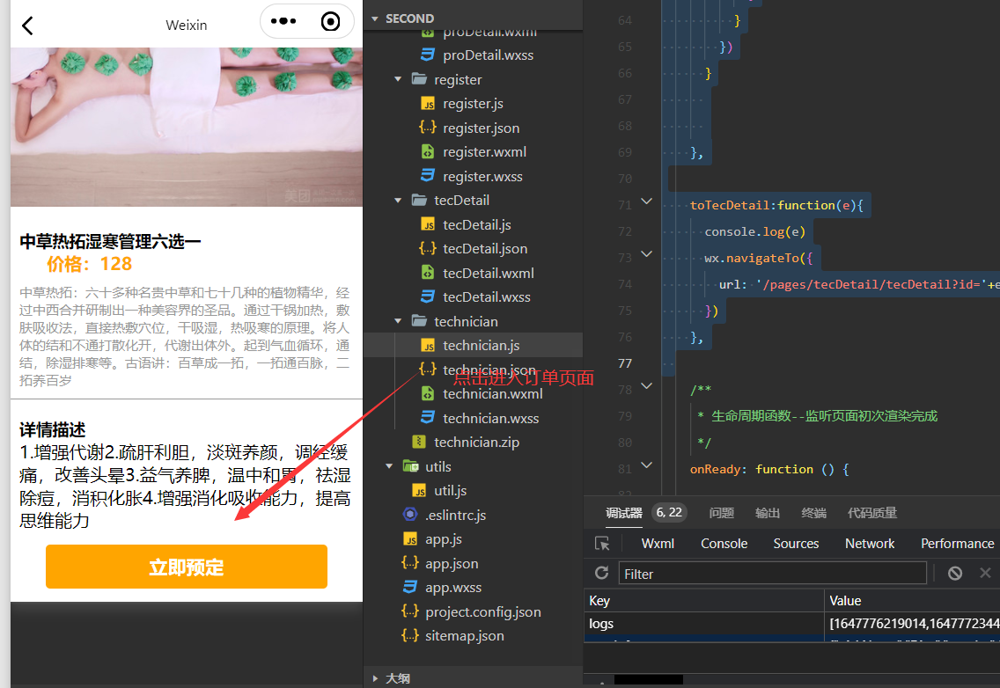 Weixin
美团
中草热拓湿寒管理六选一
价格：128
中草热拓：六十多种名贵中草和七十几种的植物精华，经
过中西合并研制出一种美容界的圣品。通过干锅加热，敷
肤吸收法，直接热敷穴位，干吸湿，热吸寒的原理。将人
体的结和不通打散化开，代谢出体外。起到气血循环，通
结，除湿排寒等。古语讲：百草成一拓，一拓通百脉，二
拓养百岁
详情描述
1.增强代谢2.疏肝利胆，淡斑养颜，调经缓
痛，改善头晕3.益气养脾，温中和胃，祛湿
除痘，消积化胀4.增强消化吸收能力，提高
思维能力
立即预定
点击进入订单页面
SECOND
proDetail.wxml
proDetail.wxss
register
register.js
register.json
register.wxml
register.wxss
tecDetail
tecDetail.js
tecDetail.json
tecDetail.wxml
tecDetail.wxss
technician
technician.js
technician.json
technician.wxml
technician.wxss
technician.zip
utils
util.js
.eslintrc.js
app.js
app.json
app.wxss
project.config.json
sitemap.json
大纲
64 }
65 })
66 }
67
68
69 },
70
71 toTecDetail:function(e){
72 console.log(e)
73 wx.navigateTo({
74 url: '/pages/tecDetail/tecDetail?id='+e
75 })
76 },
77
78 /**
79 * 生命周期函数--监听页面初次渲染完成
80 */
81 onReady: function () {
82
调试器 6, 22 问题 输出 终端 代码质量
Wxml Console Sources Network Performance
Filter
Key Value
logs [1647776219014,1647772344